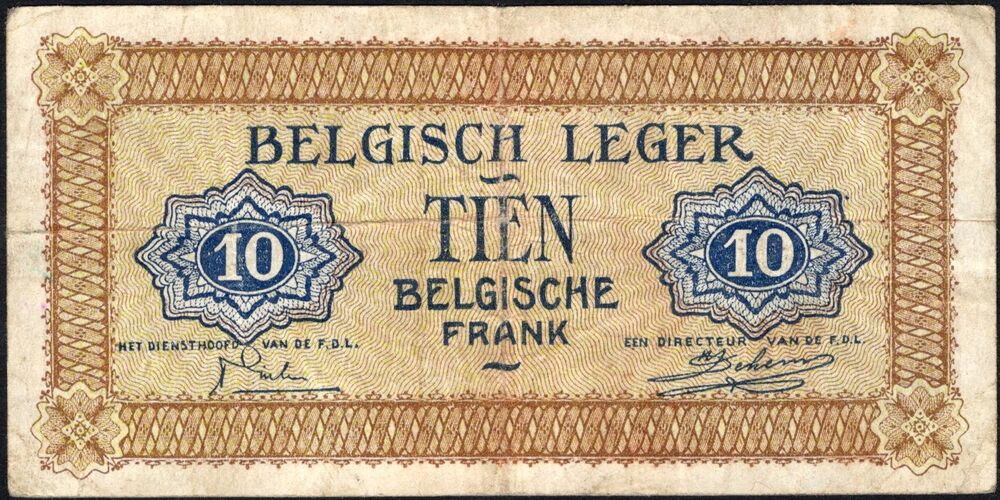 BELGISCH LEGER
TIEN
10
10
BELGISCHE
FRANK
HET DIENSTHOOFD VAN DE F.D.L.
EEN DIRECTEUR VAN DE F.D.L.